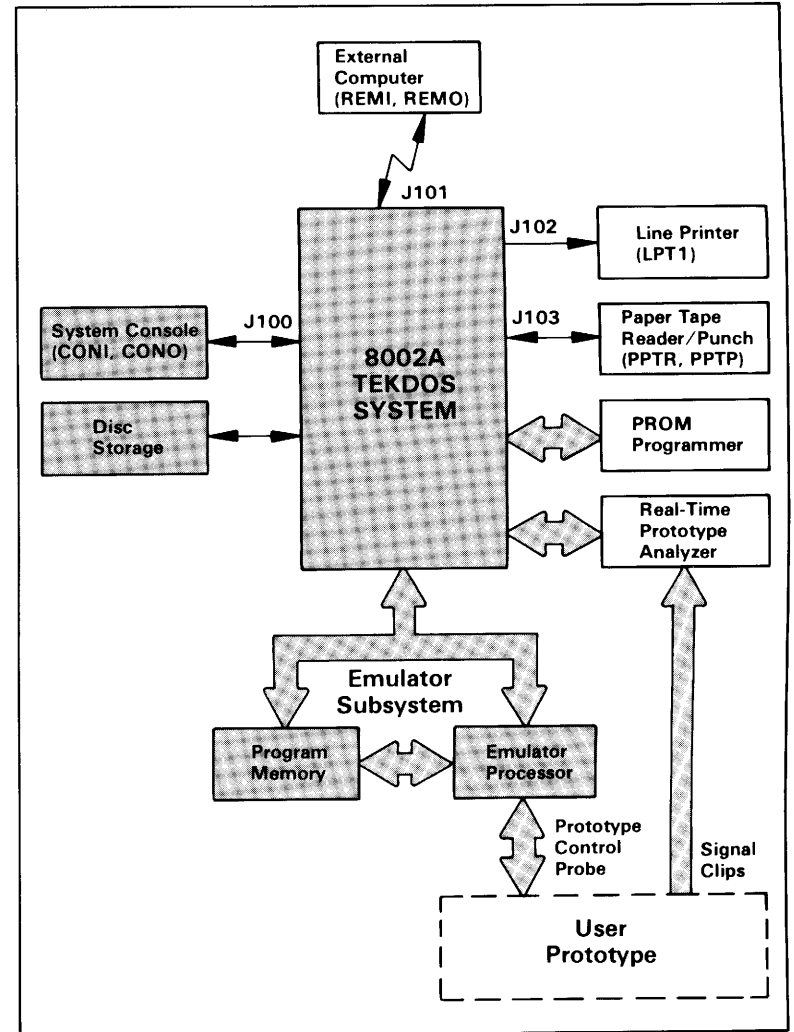 External
Computer
(REMI, REMO)
J101
J102
Line Printer
(LPT1)
System Console
(CONI, CONO)
J100
J103
Paper Tape
Reader/Punch
(PPTR, PPTP)
8002A
TEKDOS
SYSTEM
Disc
Storage
PROM
Programmer
Real-Time
Prototype
Analyzer
Emulator
Subsystem
Program
Memory
Emulator
Processor
Prototype
Control
Probe
Signal
Clips
User
Prototype